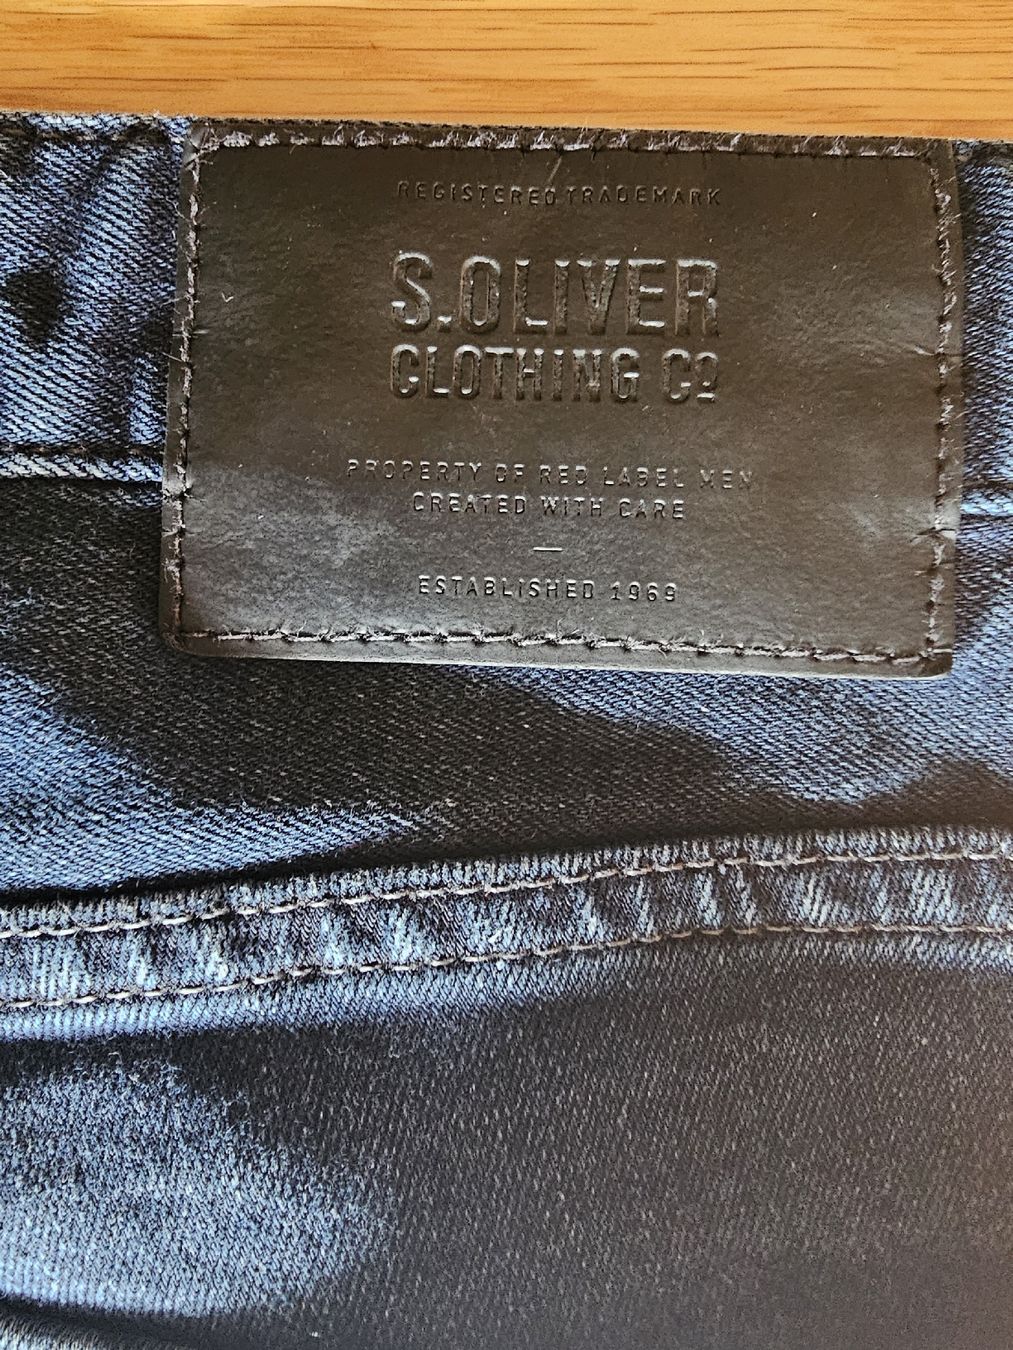 REGISTERED TRADEMARK
S.OLIVER
CLOTHING Cº
PROPERTY OF RED LABEL MEN
CREATED WITH CARE
—
ESTABLISHED 1969